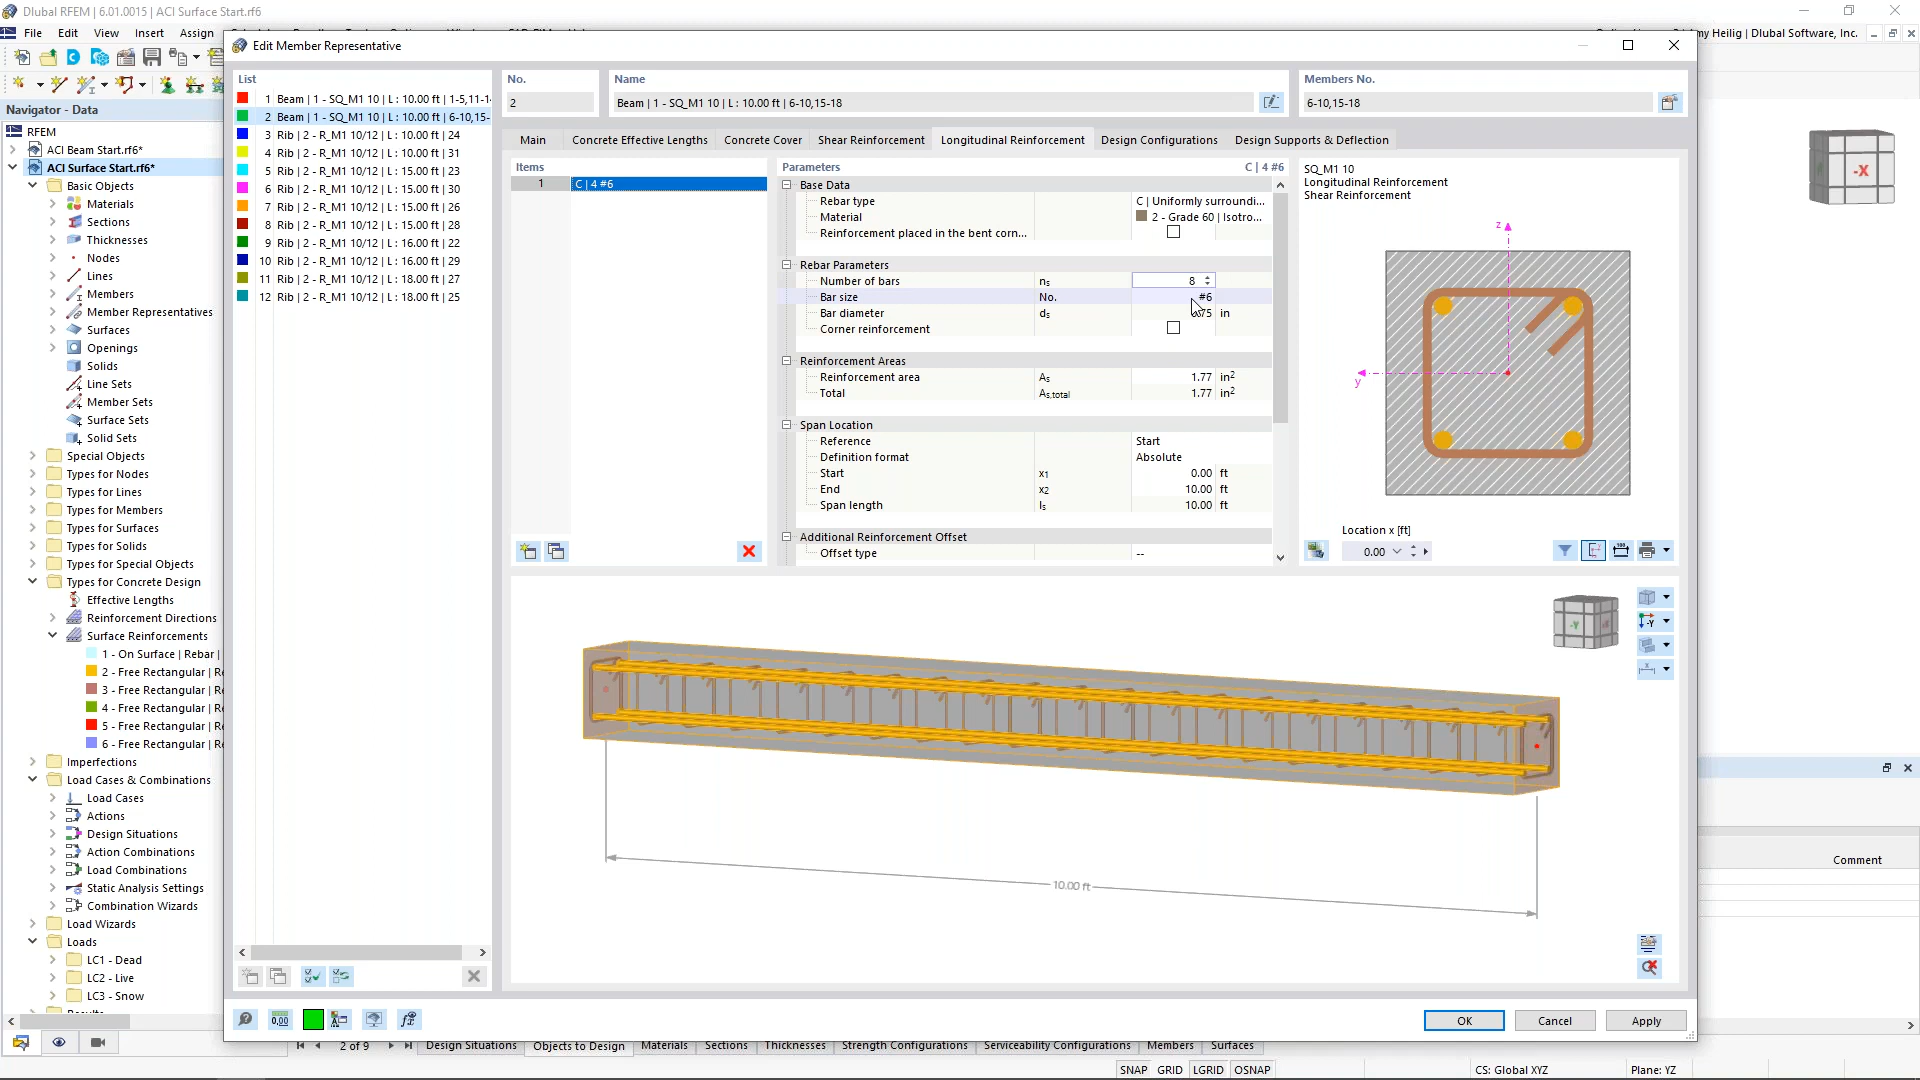 Dlubal RFEM | 6.01.0015 | ACI Surface Start.rf6
File Edit View Insert Assign
my Heilig | Dlubal Software, Inc.
Edit Member Representative
Navigator - Data
RFEM
ACI Beam Start.rf6*
ACI Surface Start.rf6*
Basic Objects
Materials
Sections
Thicknesses
Nodes
Lines
Members
Member Representatives
Surfaces
Openings
Solids
Line Sets
Member Sets
Surface Sets
Solid Sets
Special Objects
Types for Nodes
Types for Lines
Types for Members
Types for Surfaces
Types for Solids
Types for Special Objects
Types for Concrete Design
Effective Lengths
Reinforcement Directions
Surface Reinforcements
1 - On Surface | Rebar |
2 - Free Rectangular | R
3 - Free Rectangular | R
4 - Free Rectangular | R
5 - Free Rectangular | R
6 - Free Rectangular | R
Imperfections
Load Cases & Combinations
Load Cases
Actions
Design Situations
Action Combinations
Load Combinations
Static Analysis Settings
Combination Wizards
Load Wizards
Loads
LC1 - Dead
LC2 - Live
LC3 - Snow
List
1 Beam | 1 - SQ_M1 10 | L : 10.00 ft | 1-5,11-1
2 Beam | 1 - SQ_M1 10 | L : 10.00 ft | 6-10,15-
3 Rib | 2 - R_M1 10/12 | L : 10.00 ft | 24
4 Rib | 2 - R_M1 10/12 | L : 10.00 ft | 31
5 Rib | 2 - R_M1 10/12 | L : 15.00 ft | 23
6 Rib | 2 - R_M1 10/12 | L : 15.00 ft | 30
7 Rib | 2 - R_M1 10/12 | L : 15.00 ft | 26
8 Rib | 2 - R_M1 10/12 | L : 15.00 ft | 28
9 Rib | 2 - R_M1 10/12 | L : 16.00 ft | 22
10 Rib | 2 - R_M1 10/12 | L : 16.00 ft | 29
11 Rib | 2 - R_M1 10/12 | L : 18.00 ft | 27
12 Rib | 2 - R_M1 10/12 | L : 18.00 ft | 25
No.
2
Name
Beam | 1 - SQ_M1 10 | L : 10.00 ft | 6-10,15-18
Members No.
6-10,15-18
Main Concrete Effective Lengths Concrete Cover Shear Reinforcement Longitudinal Reinforcement Design Configurations Design Supports & Deflection
Items
1 C | 4 #6
Parameters C | 4 #6
Base Data
Rebar type C | Uniformly surroundi...
Material 2 - Grade 60 | Isotro...
Reinforcement placed in the bent corn...
Rebar Parameters
Number of bars ns 8
Bar size No. #6
Bar diameter ds in
Corner reinforcement
Reinforcement Areas
Reinforcement area As 1.77 in2
Total As,total 1.77 in2
Span Location
Reference Start
Definition format Absolute
Start x1 0.00 ft
End x2 10.00 ft
Span length ls 10.00 ft
Additional Reinforcement Offset
Offset type --
SQ_M1 10
Longitudinal Reinforcement
Shear Reinforcement
z
y
Location x [ft]
0.00
-X
-Y
10.00 ft
Comment
OK Cancel Apply
2 of 9 Design Situations Objects to Design Materials Sections Thicknesses Strength Configurations Serviceability Configurations Members Surfaces
SNAP GRID LGRID OSNAP CS: Global XYZ Plane: YZ